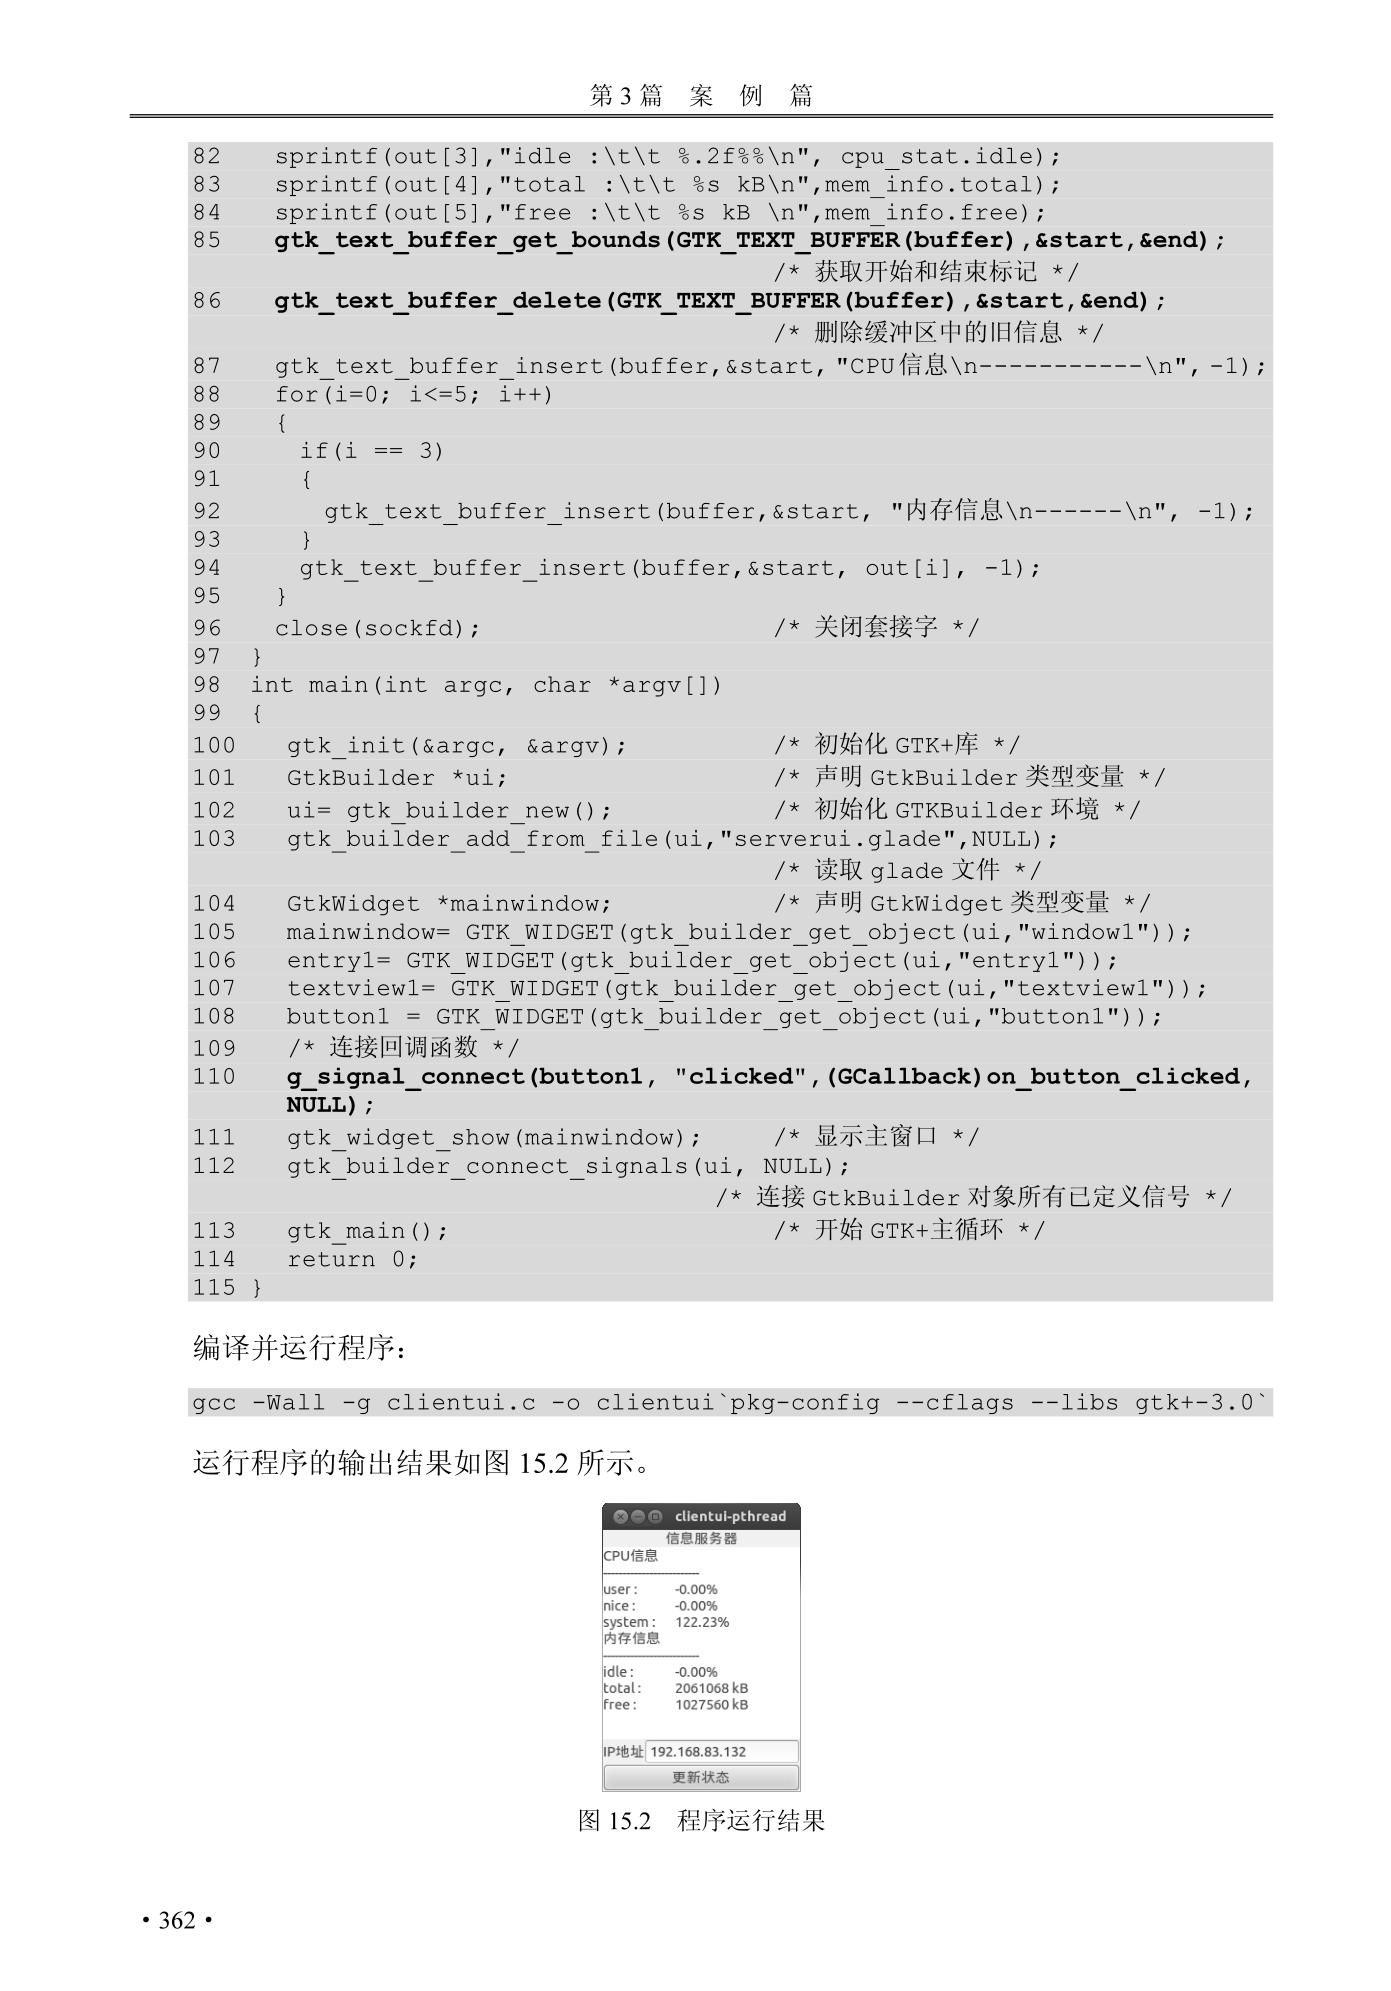 第 3 篇　案　例　篇
82    sprintf(out[3],"idle :\t\t %.2f%%\n", cpu_stat.idle);
83    sprintf(out[4],"total :\t\t %s kB\n",mem_info.total);
84    sprintf(out[5],"free :\t\t %s kB \n",mem_info.free);
85    gtk_text_buffer_get_bounds(GTK_TEXT_BUFFER(buffer),&start,&end);
/* 获取开始和结束标记 */
86    gtk_text_buffer_delete(GTK_TEXT_BUFFER(buffer),&start,&end);
/* 删除缓冲区中的旧信息 */
87    gtk_text_buffer_insert(buffer,&start,"CPU信息\n-----------\n",-1);
88    for(i=0; i<=5; i++)
89    {
90      if(i == 3)
91      {
92        gtk_text_buffer_insert(buffer,&start, "内存信息\n------\n", -1);
93      }
94      gtk_text_buffer_insert(buffer,&start, out[i], -1);
95    }
96    close(sockfd);                    /* 关闭套接字 */
97  }
98  int main(int argc, char *argv[])
99  {
100   gtk_init(&argc, &argv);           /* 初始化 GTK+库 */
101   GtkBuilder *ui;                   /* 声明 GtkBuilder 类型变量 */
102   ui= gtk_builder_new();            /* 初始化 GTKBuilder 环境 */
103   gtk_builder_add_from_file(ui,"serverui.glade",NULL);
/* 读取 glade 文件 */
104   GtkWidget *mainwindow;            /* 声明 GtkWidget 类型变量 */
105   mainwindow= GTK_WIDGET(gtk_builder_get_object(ui,"window1"));
106   entry1= GTK_WIDGET(gtk_builder_get_object(ui,"entry1"));
107   textview1= GTK_WIDGET(gtk_builder_get_object(ui,"textview1"));
108   button1 = GTK_WIDGET(gtk_builder_get_object(ui,"button1"));
109   /* 连接回调函数 */
110   g_signal_connect(button1, "clicked",(GCallback)on_button_clicked,
NULL);
111   gtk_widget_show(mainwindow);      /* 显示主窗口 */
112   gtk_builder_connect_signals(ui, NULL);
/* 连接 GtkBuilder 对象所有已定义信号 */
113   gtk_main();                       /* 开始 GTK+主循环 */
114   return 0;
115 }
编译并运行程序：
gcc -Wall -g clientui.c -o clientui`pkg-config --cflags --libs gtk+-3.0`
运行程序的输出结果如图 15.2 所示。
clientui-pthread
信息服务器
CPU信息
-------------------------
user :    -0.00%
nice :    -0.00%
system :    122.23%
内存信息
-------------------------
idle :    -0.00%
total :    2061068 kB
free :    1027560 kB
IP地址 192.168.83.132
更新状态
图 15.2　程序运行结果
· 362 ·